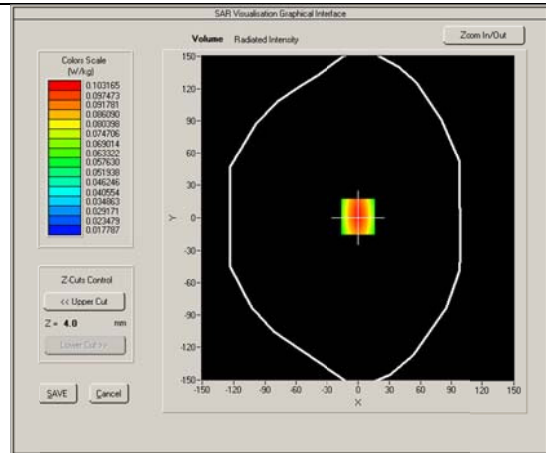 SAR Visualisation Graphical Interface
Volume Radiated Intensity
Zoom In/Out
Colors Scale
(W/kg)
0.103165
0.097473
0.091781
0.086090
0.080398
0.074706
0.069014
0.063322
0.057630
0.051938
0.046246
0.040554
0.034863
0.029171
0.023479
0.017787
Z-Cuts Control
<< Upper Cut
Z = 4.0 mm
Lower Cut >>
SAVE
Cancel
150
120
90
60
30
0
-30
-60
-90
-120
-150
Y
-150 -120 -90 -60 -30 0 30 60 90 120 150
X